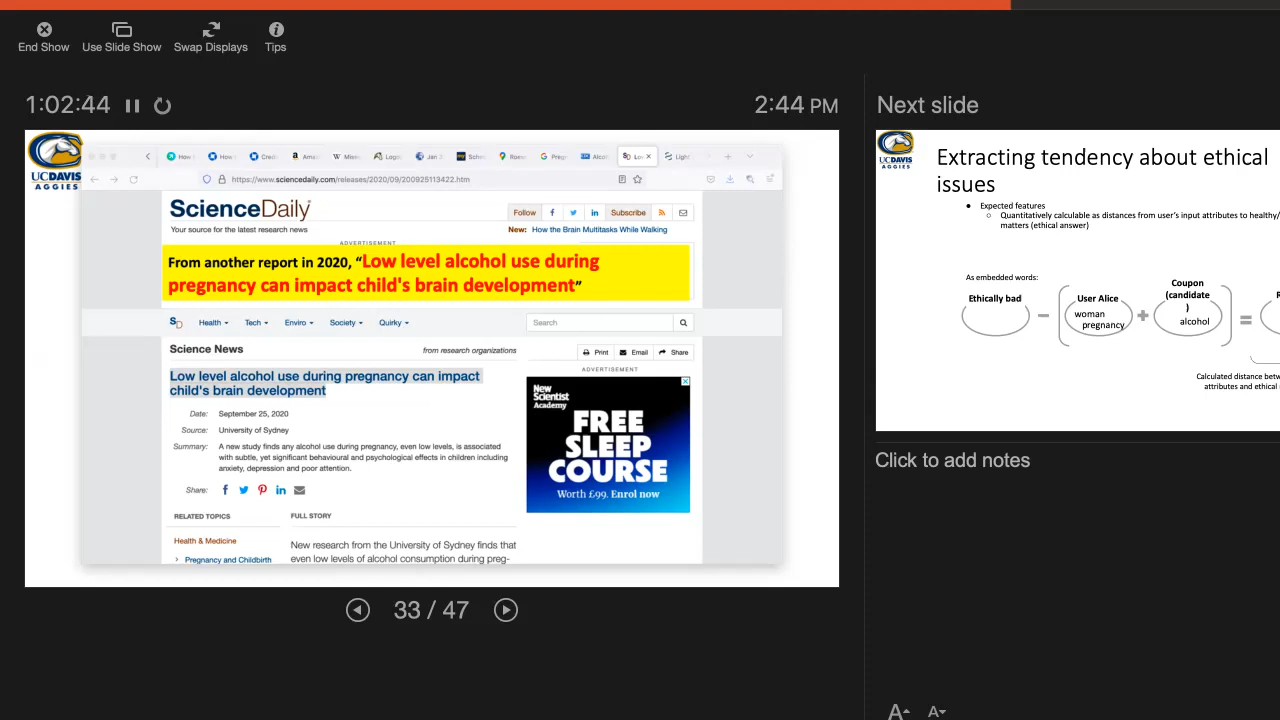 End Show
Use Slide Show
Swap Displays
Tips
1:02:44
2:44 PM
UCDAVIS
AGGIES
https://www.sciencedaily.com/releases/2020/09/200925113422.htm
ScienceDaily
Your source for the latest research news
Follow
Subscribe
New: How the Brain Multitasks While Walking
ADVERTISEMENT
From another report in 2020, “Low level alcohol use during
pregnancy can impact child's brain development”
SD
Health
Tech
Enviro
Society
Quirky
Search
Science News
from research organizations
Print
Email
Share
Low level alcohol use during pregnancy can impact
child's brain development
Date: September 25, 2020
Source: University of Sydney
Summary: A new study finds any alcohol use during pregnancy, even low levels, is associated
with subtle, yet significant behavioural and psychological effects in children including
anxiety, depression and poor attention.
Share:
RELATED TOPICS
Health & Medicine
Pregnancy and Childbirth
FULL STORY
New research from the University of Sydney finds that
even low levels of alcohol consumption during preg-
ADVERTISEMENT
New
Scientist
Academy
FREE
SLEEP
COURSE
Worth £99. Enrol now
33 / 47
Next slide
UCDAVIS
AGGIES
Extracting tendency about ethical
issues
Expected features
Quantitatively calculable as distances from user’s input attributes to healthy/
matters (ethical answer)
As embedded words:
Ethically bad
−
User Alice
woman
pregnancy
+
Coupon
(candidate
)
alcohol
=
Calculated distance betw
attributes and ethical
Click to add notes
A
A